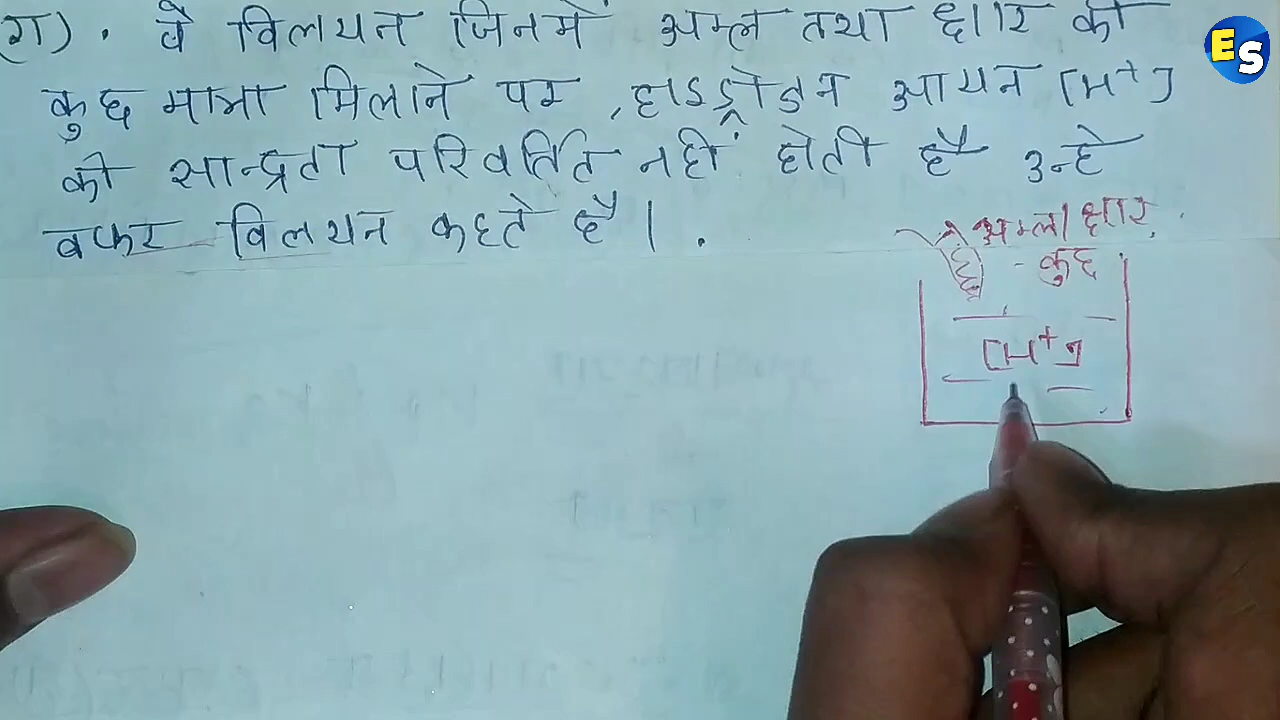 (ग). वे विलयन जिनमें अम्ल तथा क्षार की
कुछ मात्रा मिलाने पर, हाइड्रोजन आयन [H⁺]
की सान्द्रता परिवर्तित नहीं होती है उन्हे
बफर विलयन कहते हैं।.
अम्ल/क्षार.
- कुछ
[H⁺]
ES